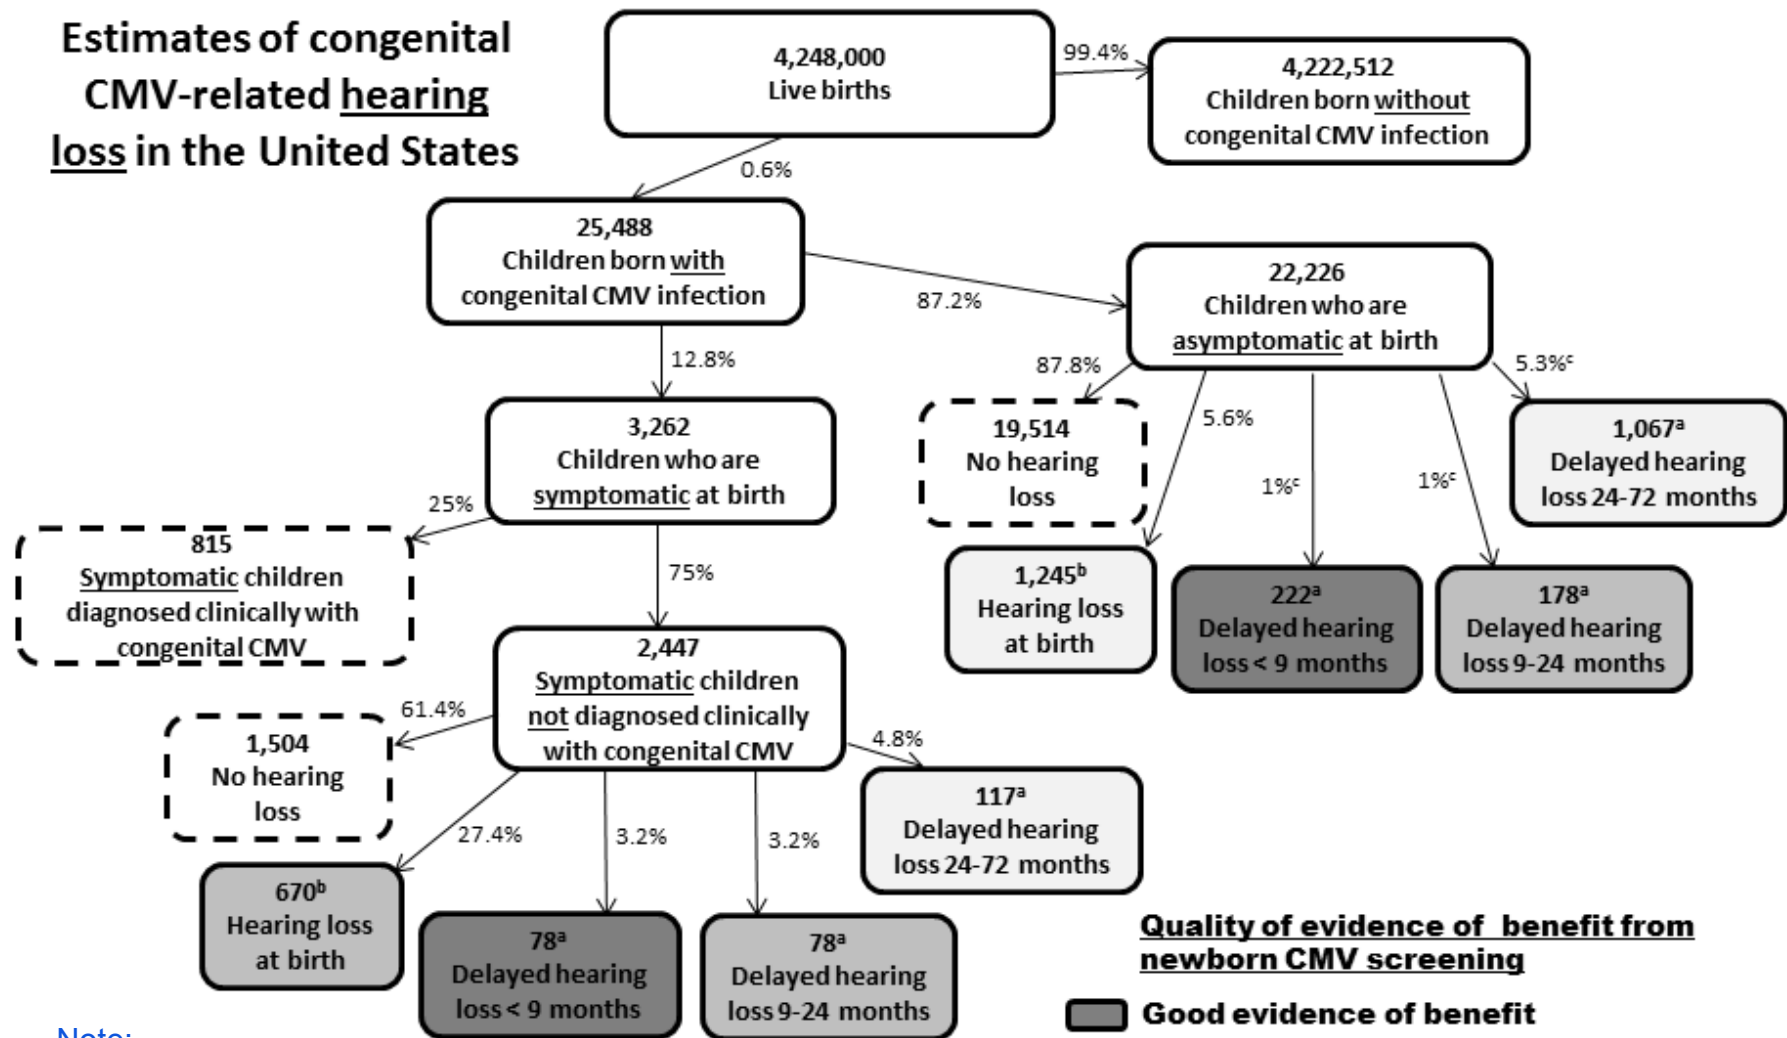 Estimates of congenital
CMV-related hearing
loss in the United States
4,248,000
Live births
99.4%
4,222,512
Children born without
congenital CMV infection
0.6%
25,488
Children born with
congenital CMV infection
87.2%
22,226
Children who are
asymptomatic at birth
12.8%
3,262
Children who are
symptomatic at birth
87.8%
19,514
No hearing
loss
5.6%
1,245ᵇ
Hearing loss
at birth
1%ᶜ
222ᵃ
Delayed hearing
loss < 9 months
1%ᶜ
178ᵃ
Delayed hearing
loss 9-24 months
5.3%ᶜ
1,067ᵃ
Delayed hearing
loss 24-72 months
25%
815
Symptomatic children
diagnosed clinically with
congenital CMV
75%
2,447
Symptomatic children
not diagnosed clinically
with congenital CMV
61.4%
1,504
No hearing
loss
27.4%
670ᵇ
Hearing loss
at birth
3.2%
78ᵃ
Delayed hearing
loss < 9 months
3.2%
78ᵃ
Delayed hearing
loss 9-24 months
4.8%
117ᵃ
Delayed hearing
loss 24-72 months
Quality of evidence of benefit from
newborn CMV screening
Good evidence of benefit
Note: